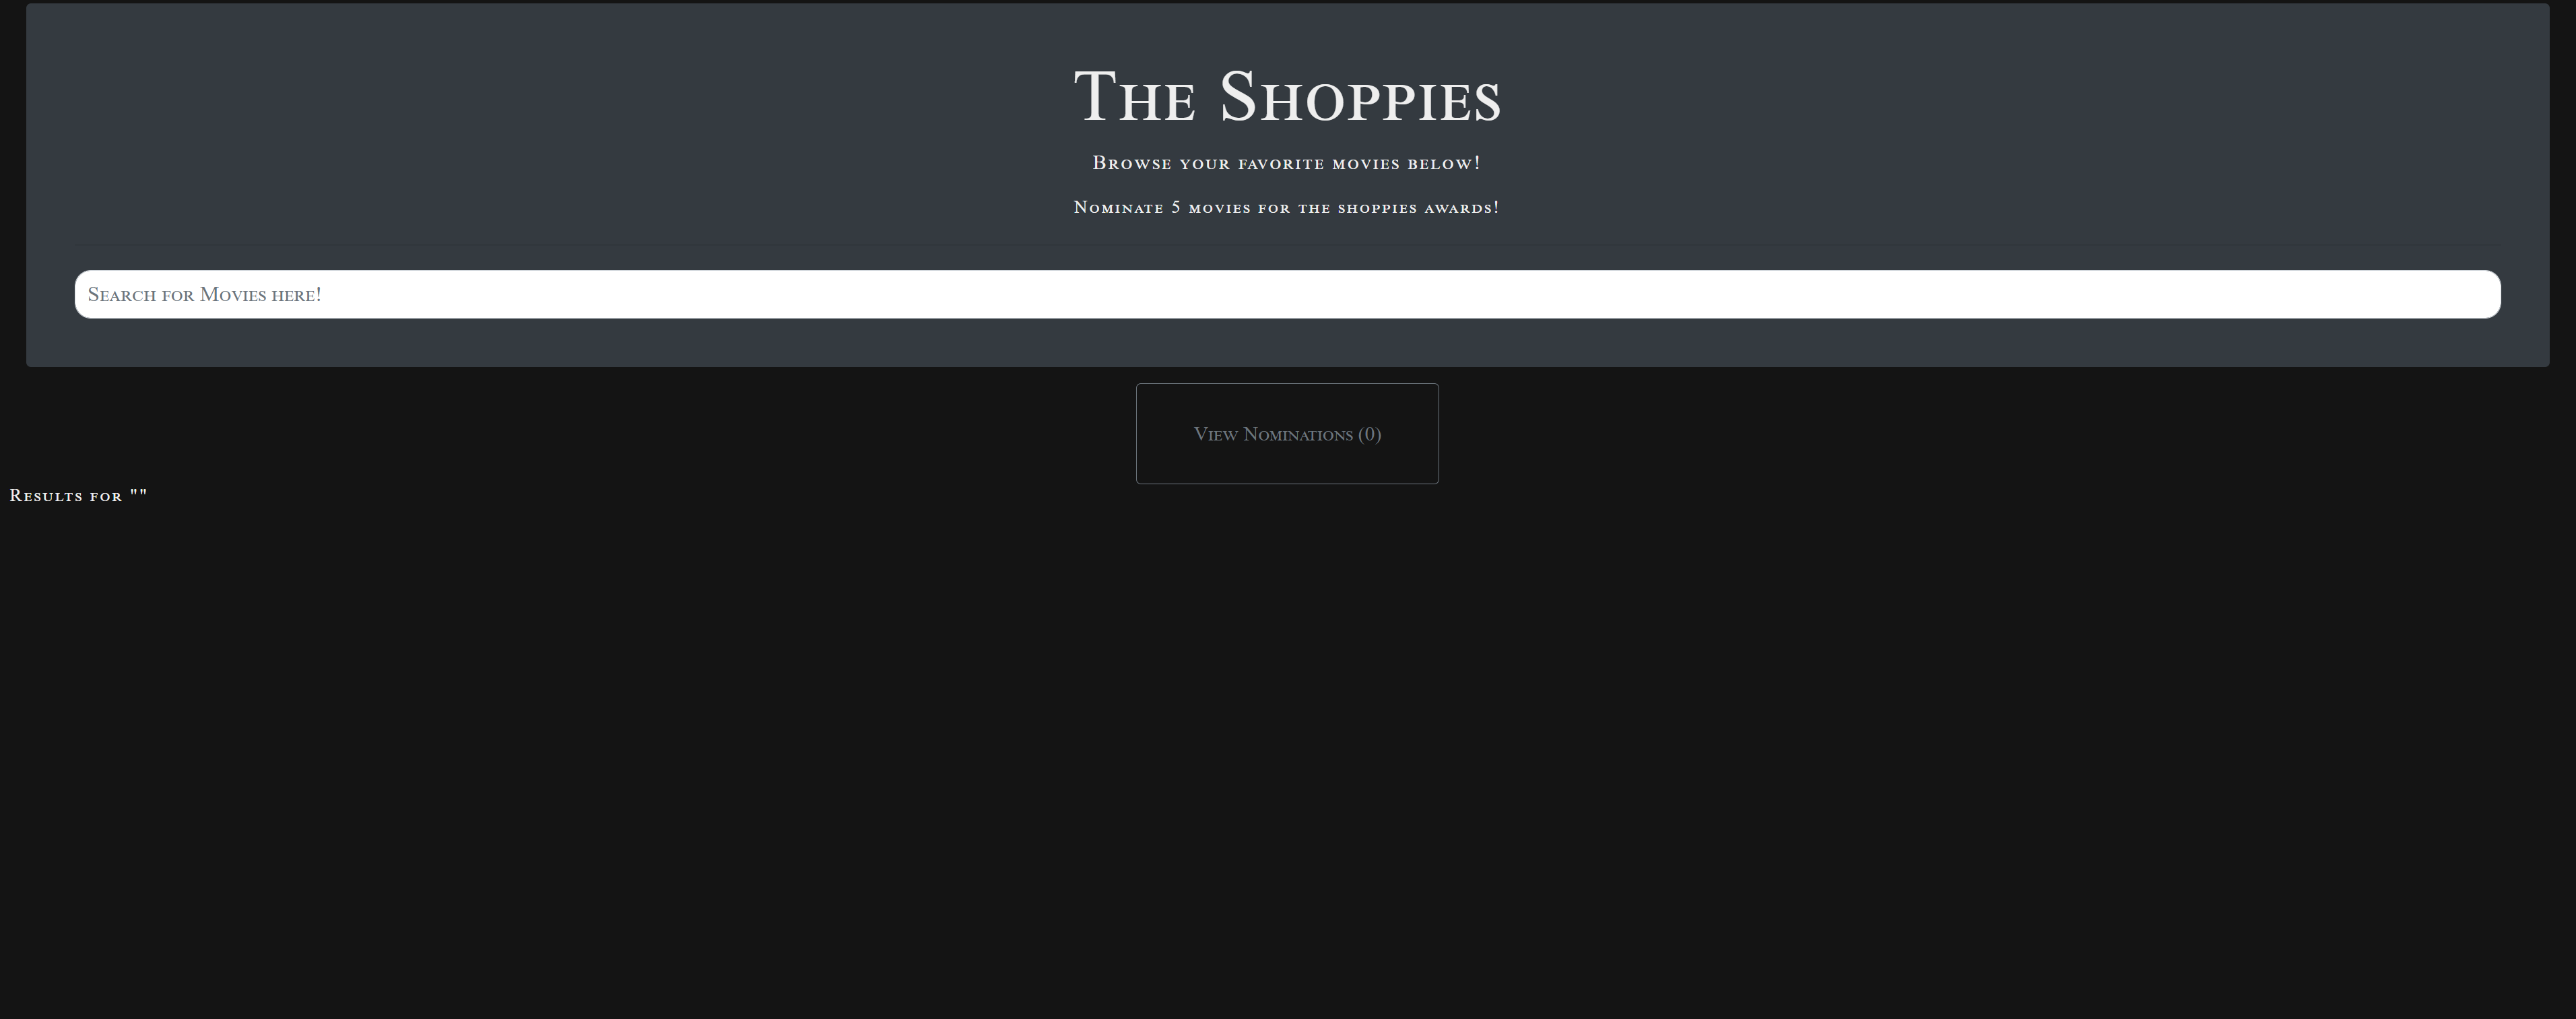 The Shoppies
Browse your favorite movies below!
Nominate 5 movies for the shoppies awards!
Search for Movies here!
View Nominations (0)
Results for ""